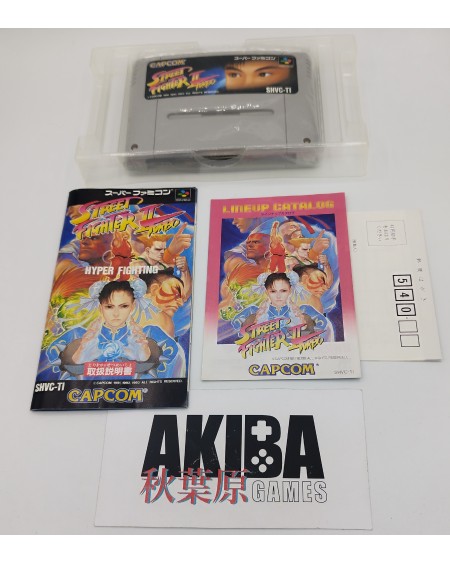 スーパーファミコン
CAPCOM
STREET
FIGHTER II
TURBO
SHVC-TI
スーパーファミコン
STREET
FIGHTER II
TURBO
HYPER FIGHTING
取扱説明書
SHVC-TI
CAPCOM
LINEUP CATALOG
STREET
FIGHTER II
TURBO
CAPCOM
SHVC-TI
540
AKIBA
秋葉原 GAMES